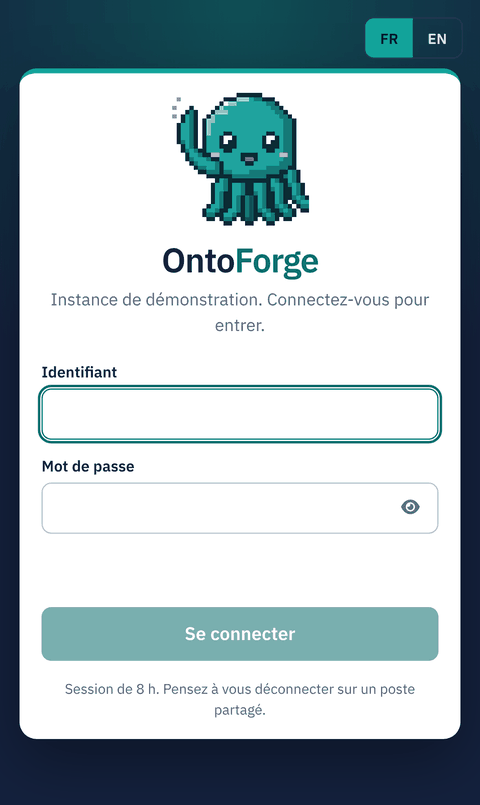 FR EN
OntoForge
Instance de démonstration. Connectez-vous pour
entrer.
Identifiant
Mot de passe
Se connecter
Session de 8 h. Pensez à vous déconnecter sur un poste
partagé.